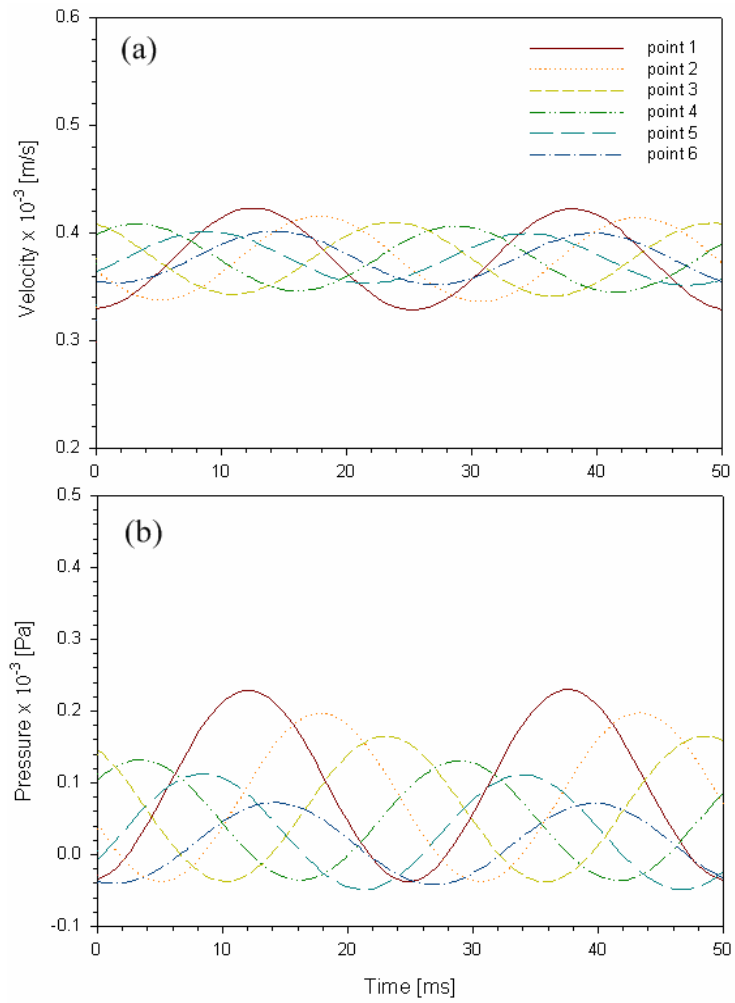 0.6
(a)
point 1
point 2
point 3
point 4
point 5
point 6
0.5
0.4
0.3
0.2
Velocity x 10⁻³ [m/s]
0 10 20 30 40 50
0.5
(b)
0.4
0.3
0.2
0.1
0.0
-0.1
Pressure x 10⁻³ [Pa]
0 10 20 30 40 50
Time [ms]